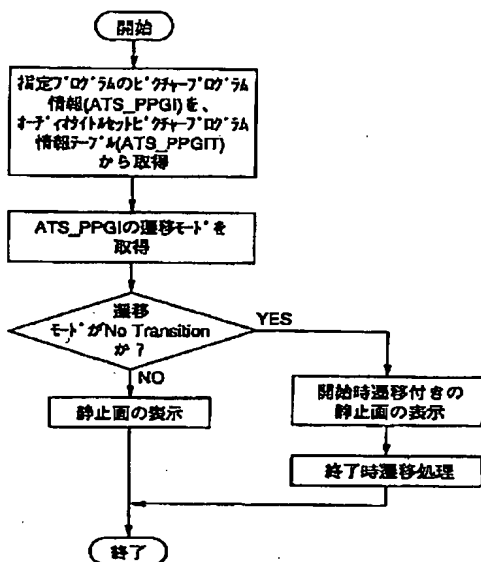 開始
指定プログラムのピクチャープログラム
情報(ATS_PPGI)を、
オーディオタイトルセットピクチャープログラム
情報テーブル(ATS_PPGIT)
から取得
ATS_PPGIの遷移モードを
取得
遷移
モードがNo Transition
か?
YES
NO
静止画の表示
開始時遷移付きの
静止画の表示
終了時遷移処理
終了